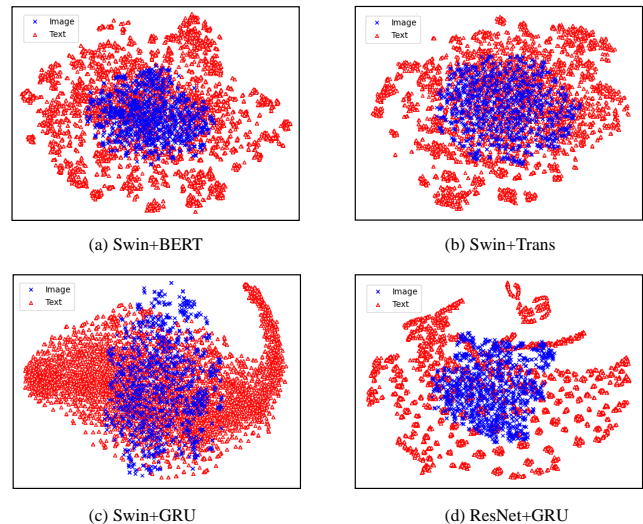 Image
Text
Image
Text
(a) Swin+BERT
(b) Swin+Trans
Image
Text
Image
Text
(c) Swin+GRU
(d) ResNet+GRU